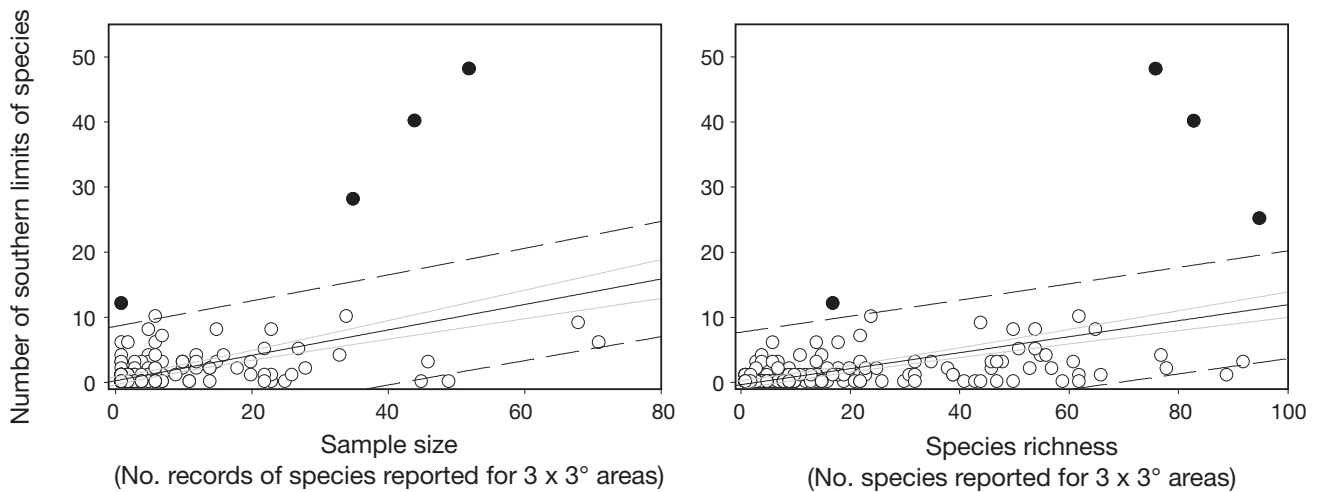 Number of southern limits of species
50
40
30
20
10
0
0 20 40 60 80
Sample size
(No. records of species reported for 3 x 3° areas)
50
40
30
20
10
0
0 20 40 60 80 100
Species richness
(No. species reported for 3 x 3° areas)